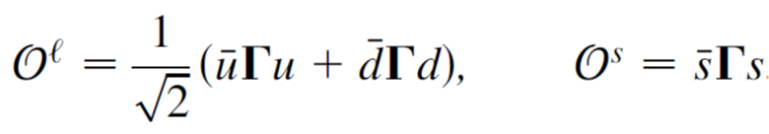 𝒪^ℓ = 1/√2 (ūΓu + d̄Γd),    𝒪^s = s̄Γs.